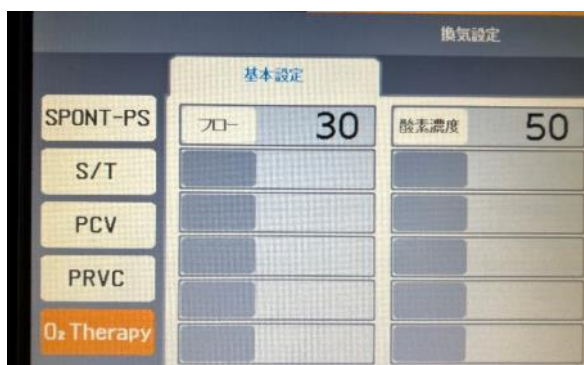 換気設定
基本設定
SPONT-PS
フロー 30 酸素濃度 50
S/T
PCV
PRVC
O₂ Therapy